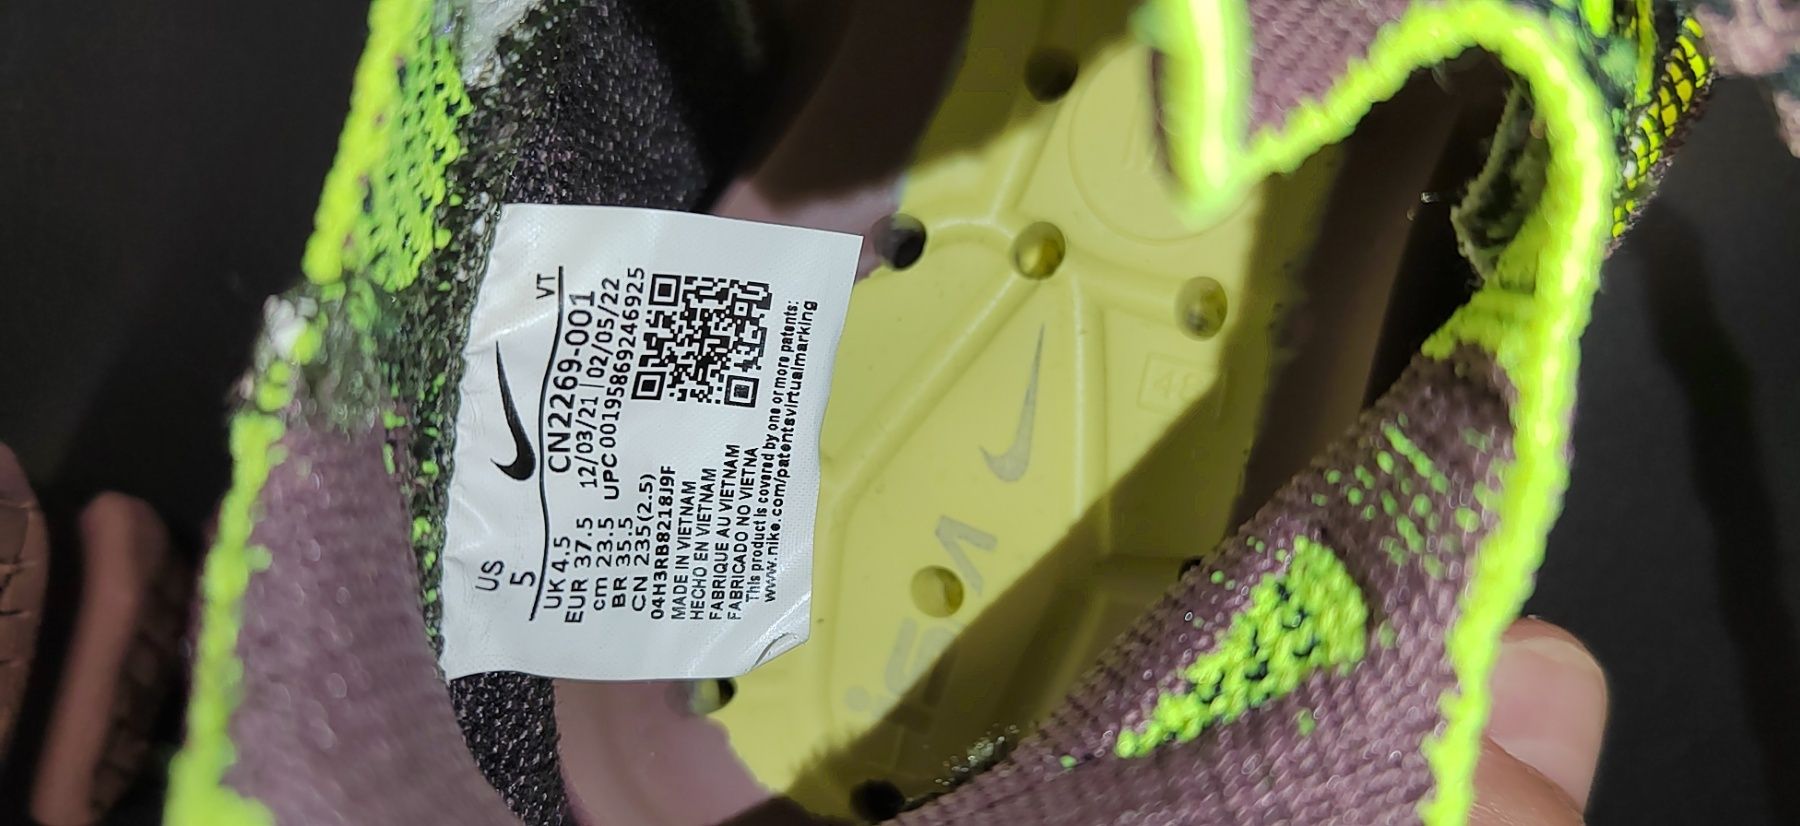 US
5
UK 4.5
EUR 37.5
cm 23.5
BR 35.5
CN 235(2.5)
VT
CN2269-001
12/03/21 | 02/05/22
UPC 00195869246925
04H3RB8218J9F
MADE IN VIETNAM
HECHO EN VIETNAM
FABRIQUE AU VIETNAM
FABRICADO NO VIETNA
This product is covered by one or more patents:
www.nike.com/patentsvirtualmarking